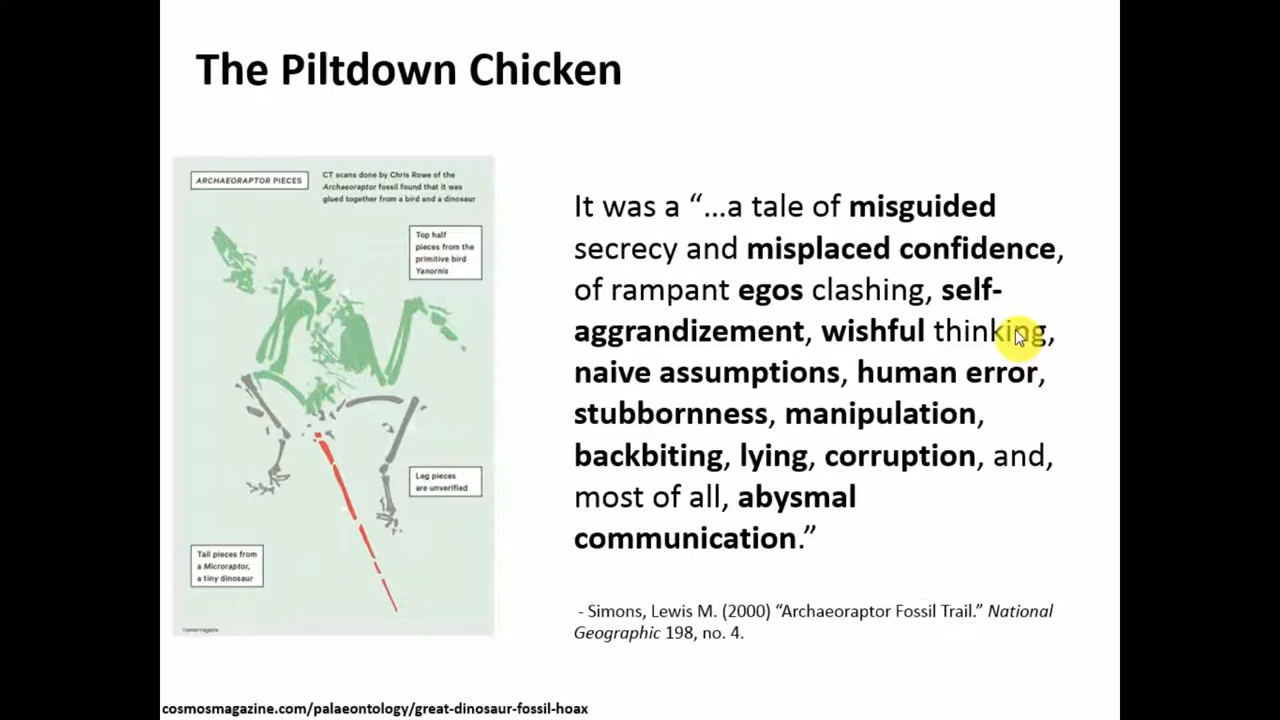 The Piltdown Chicken
ARCHAEORAPTOR PIECES
CT scans done by Chris Rowe of the
Archaeoraptor fossil found that it was
glued together from a bird and a dinosaur
Top half
pieces from the
primitive bird
Yanornis
Leg pieces
are unverified
Tail pieces from
a Microraptor,
a tiny dinosaur
Cosmos magazine
It was a “…a tale of misguided
secrecy and misplaced confidence,
of rampant egos clashing, self-
aggrandizement, wishful thinking,
naive assumptions, human error,
stubbornness, manipulation,
backbiting, lying, corruption, and,
most of all, abysmal
communication.”
- Simons, Lewis M. (2000) “Archaeoraptor Fossil Trail.” National
Geographic 198, no. 4.
cosmosmagazine.com/palaeontology/great-dinosaur-fossil-hoax